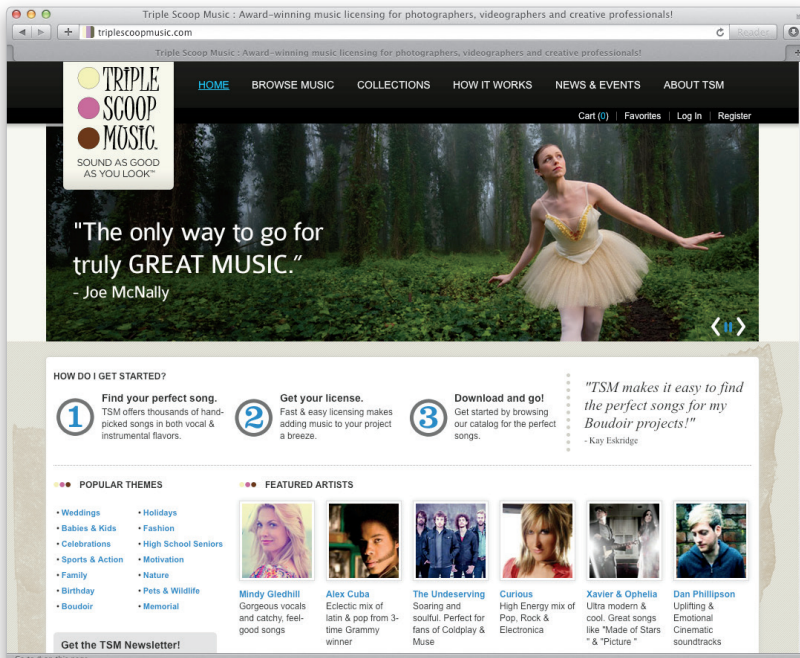 Triple Scoop Music : Award-winning music licensing for photographers, videographers and creative professionals!
triplescoopmusic.com
Reader
Triple Scoop Music : Award-winning music licensing for photographers, videographers and creative professionals!
TRIPLE
SCOOP
MUSIC
SOUND AS GOOD
AS YOU LOOK™
HOME BROWSE MUSIC COLLECTIONS HOW IT WORKS NEWS & EVENTS ABOUT TSM
Cart (0) | Favorites | Log In | Register
"The only way to go for
truly GREAT MUSIC."
- Joe McNally
HOW DO I GET STARTED?
1
Find your perfect song.
TSM offers thousands of hand-
picked songs in both vocal &
instrumental flavors.
2
Get your license.
Fast & easy licensing makes
adding music to your project
a breeze.
3
Download and go!
Get started by browsing
our catalog for the perfect
songs.
"TSM makes it easy to find
the perfect songs for my
Boudoir projects!"
- Kay Eskridge
POPULAR THEMES
• Weddings
• Babies & Kids
• Celebrations
• Sports & Action
• Family
• Birthday
• Boudoir
• Holidays
• Fashion
• High School Seniors
• Motivation
• Nature
• Pets & Wildlife
• Memorial
Get the TSM Newsletter!
FEATURED ARTISTS
Mindy Gledhill
Gorgeous vocals
and catchy, feel-
good songs
Alex Cuba
Eclectic mix of
latin & pop from 3-
time Grammy
winner
The Undeserving
Soaring and
soulful. Perfect for
fans of Coldplay &
Muse
Curious
High Energy mix of
Pop, Rock &
Electronica
Xavier & Ophelia
Ultra modern &
cool. Great songs
like "Made of Stars
" & "Picture "
Dan Phillipson
Uplifting &
Emotional
Cinematic
soundtracks